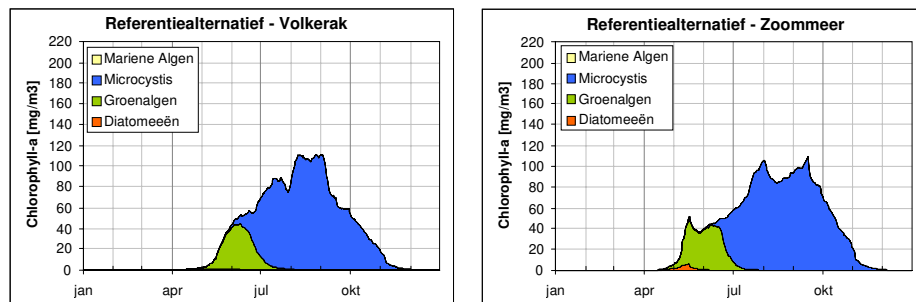 Referentiealternatief - Volkerak
Chlorophyll-a [mg/m3]
220
200
180
160
140
120
100
80
60
40
20
0
Mariene Algen
Microcystis
Groenalgen
Diatomeeën
jan apr jul okt
Referentiealternatief - Zoommeer
Chlorophyll-a [mg/m3]
220
200
180
160
140
120
100
80
60
40
20
0
Mariene Algen
Microcystis
Groenalgen
Diatomeeën
jan apr jul okt